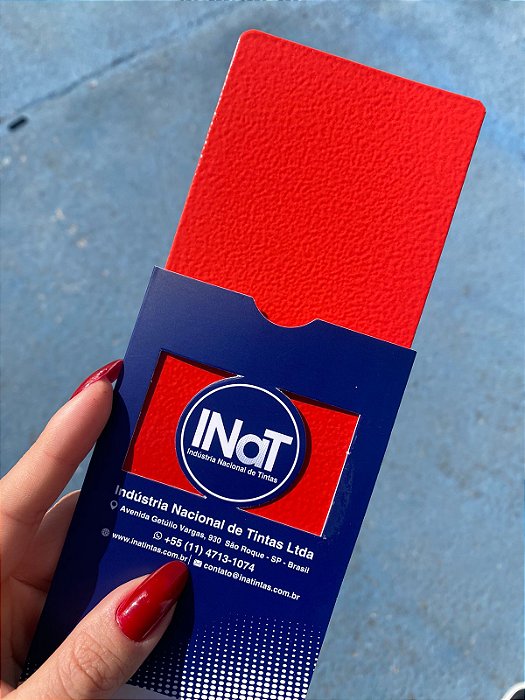 INaT
Indústria Nacional de Tintas
Indústria Nacional de Tintas Ltda
Avenida Getúlio Vargas, 930 São Roque - SP - Brasil
+55 (11) 4713-1074
www.inatintas.com.br | contato@inatintas.com.br